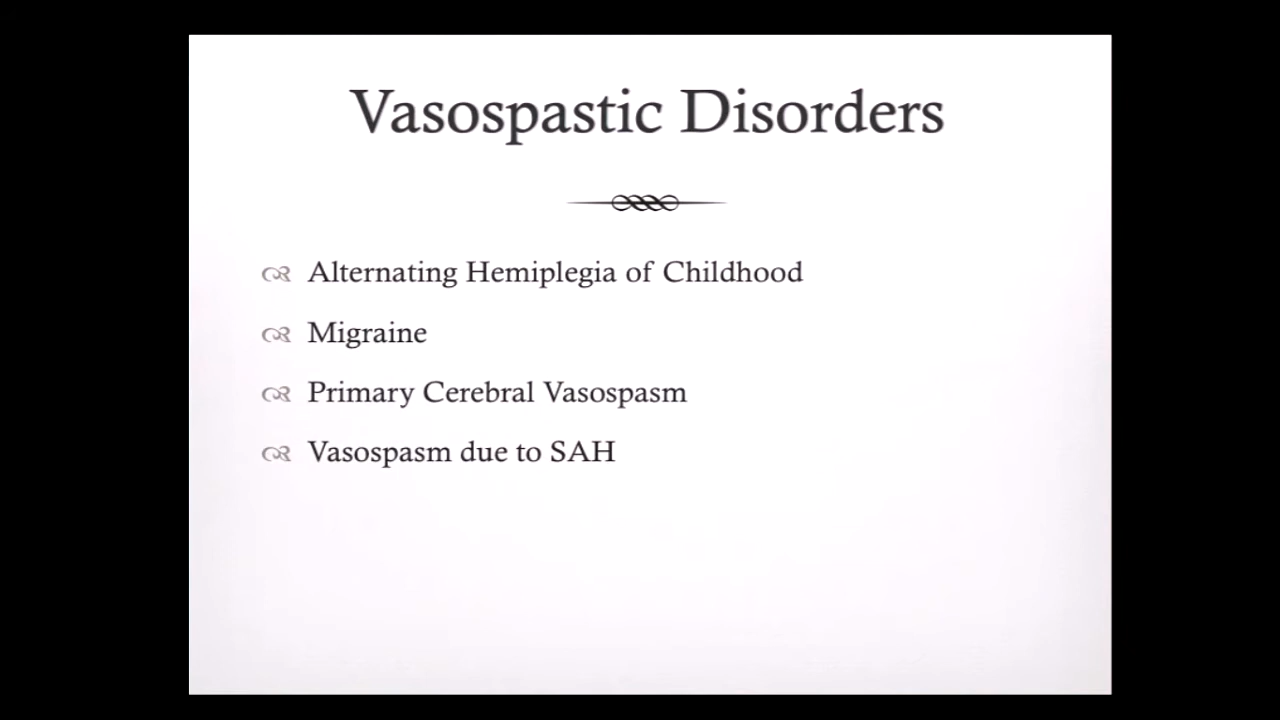 Vasospastic Disorders
Alternating Hemiplegia of Childhood
Migraine
Primary Cerebral Vasospasm
Vasospasm due to SAH